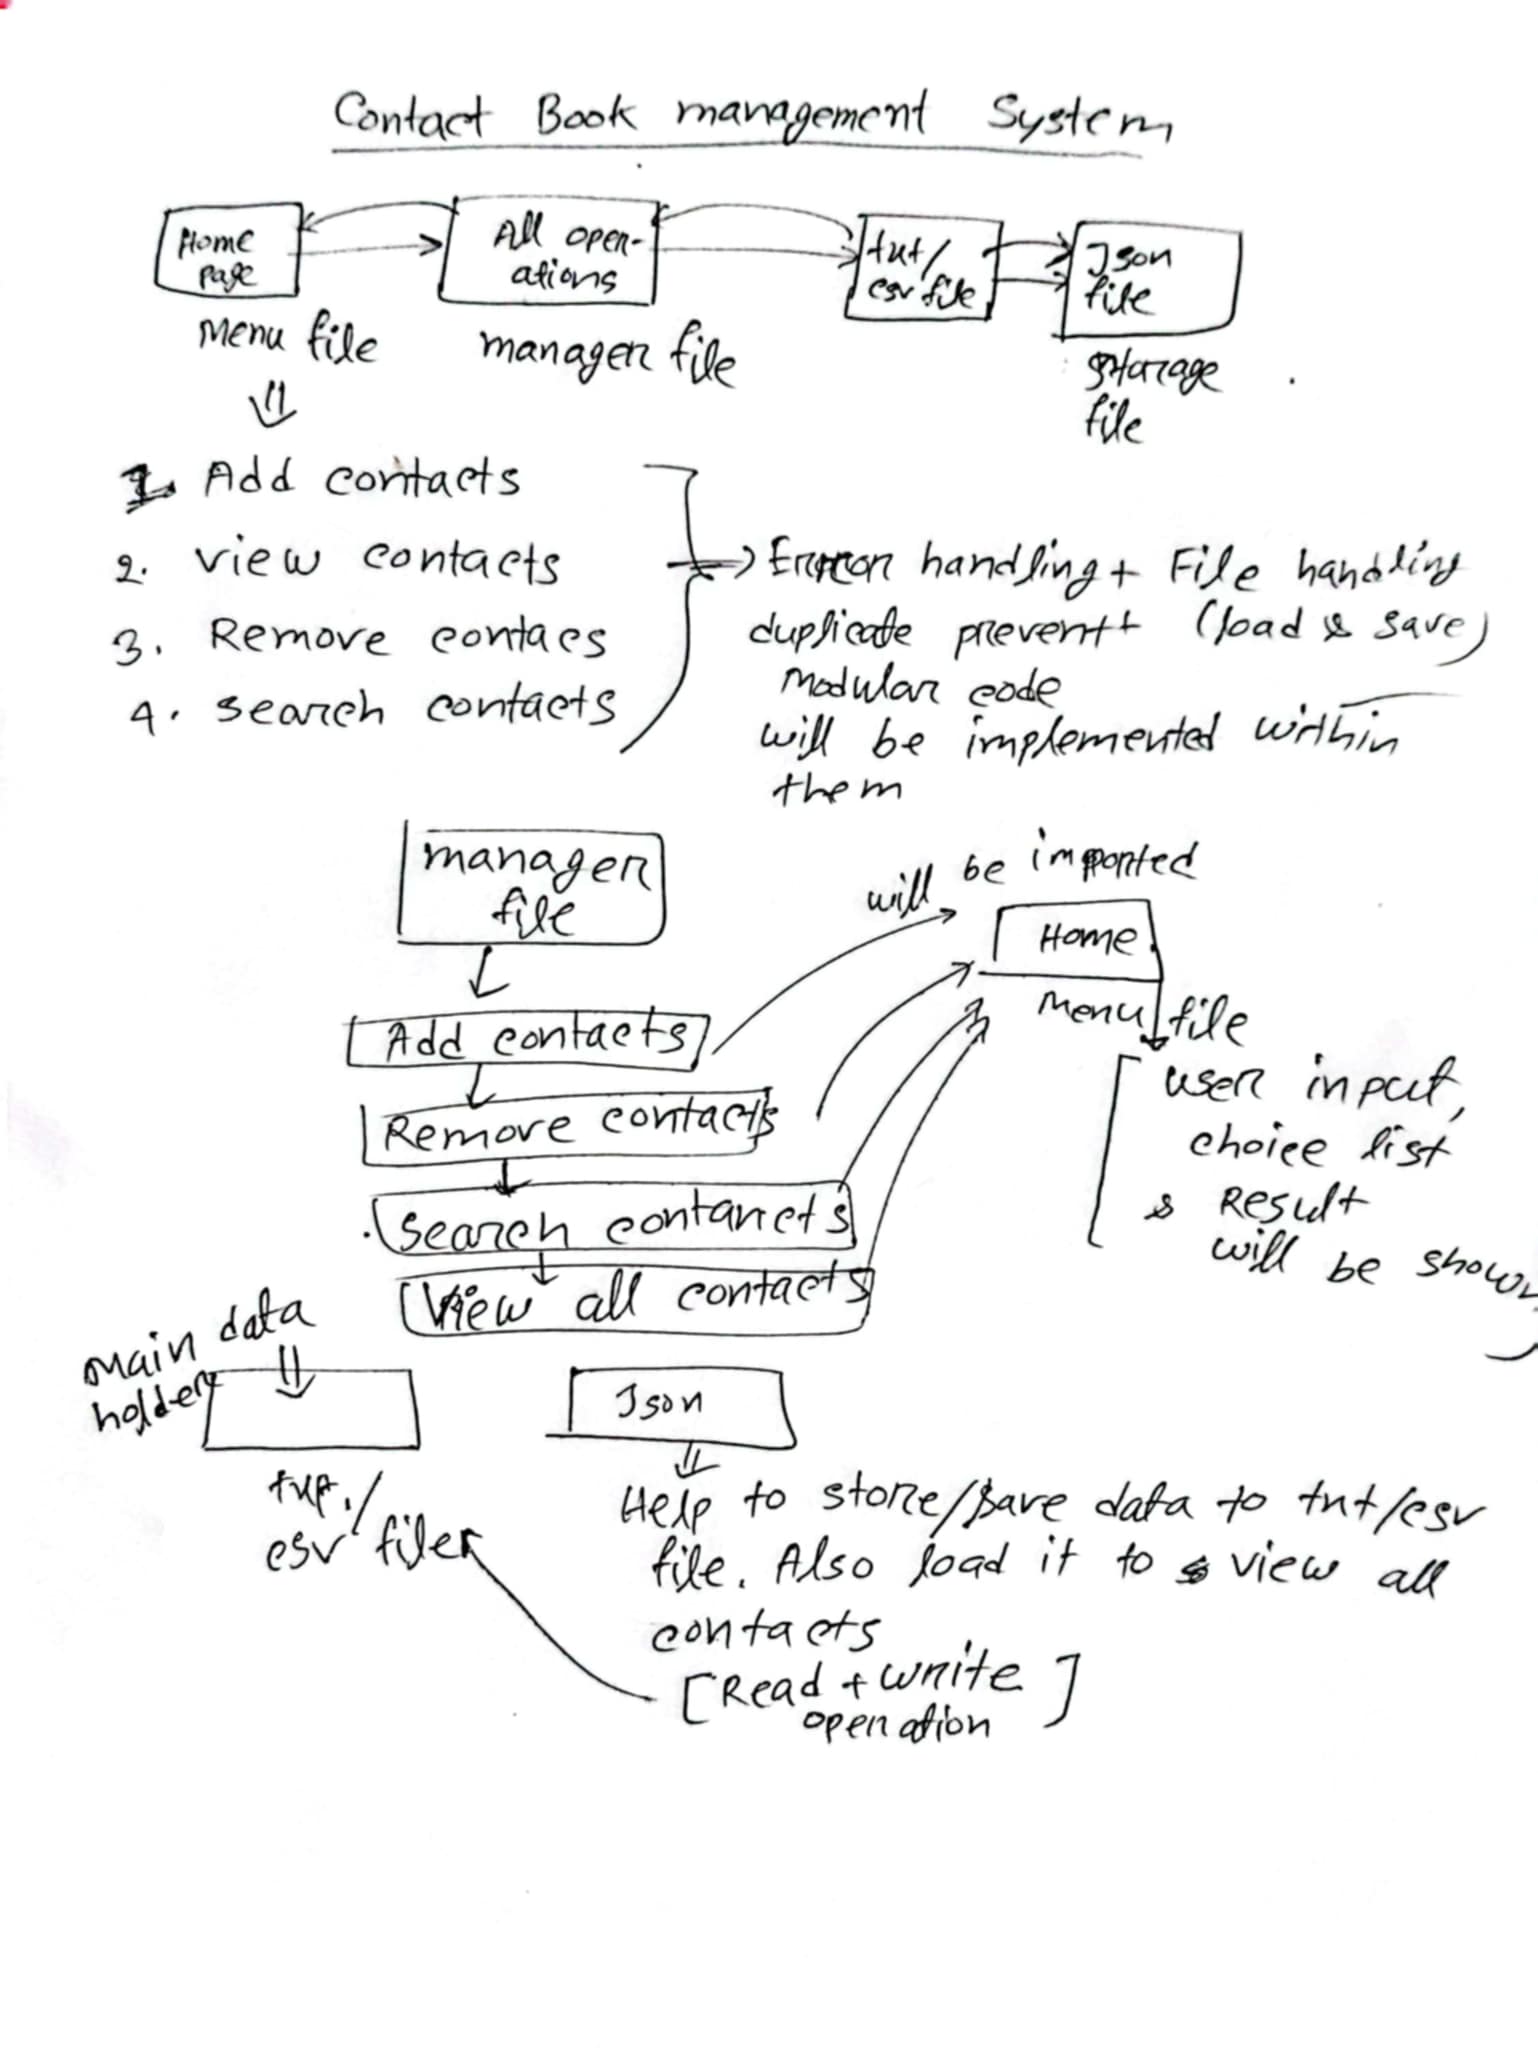 Contact Book management System
Home
page
All oper-
ations
txt/
csv file
Json
file
Menu file
manager file
Storage
file
1. Add contacts
2. view contacts
3. Remove contacs
4. search contacts
Error handling + File handling
duplicate prevent+ (load & save)
Modular code
will be implemented within
them
manager
file
will be imported
Home
Menu file
Add contacts
Remove contacts
user input,
choice list
& Result
will be shown
search contancts
View all contacts
main data
holder
Json
txt./
csv file
Help to store/save data to txt/csv
file. Also load it to view all
contacts
[Read + write
operation]